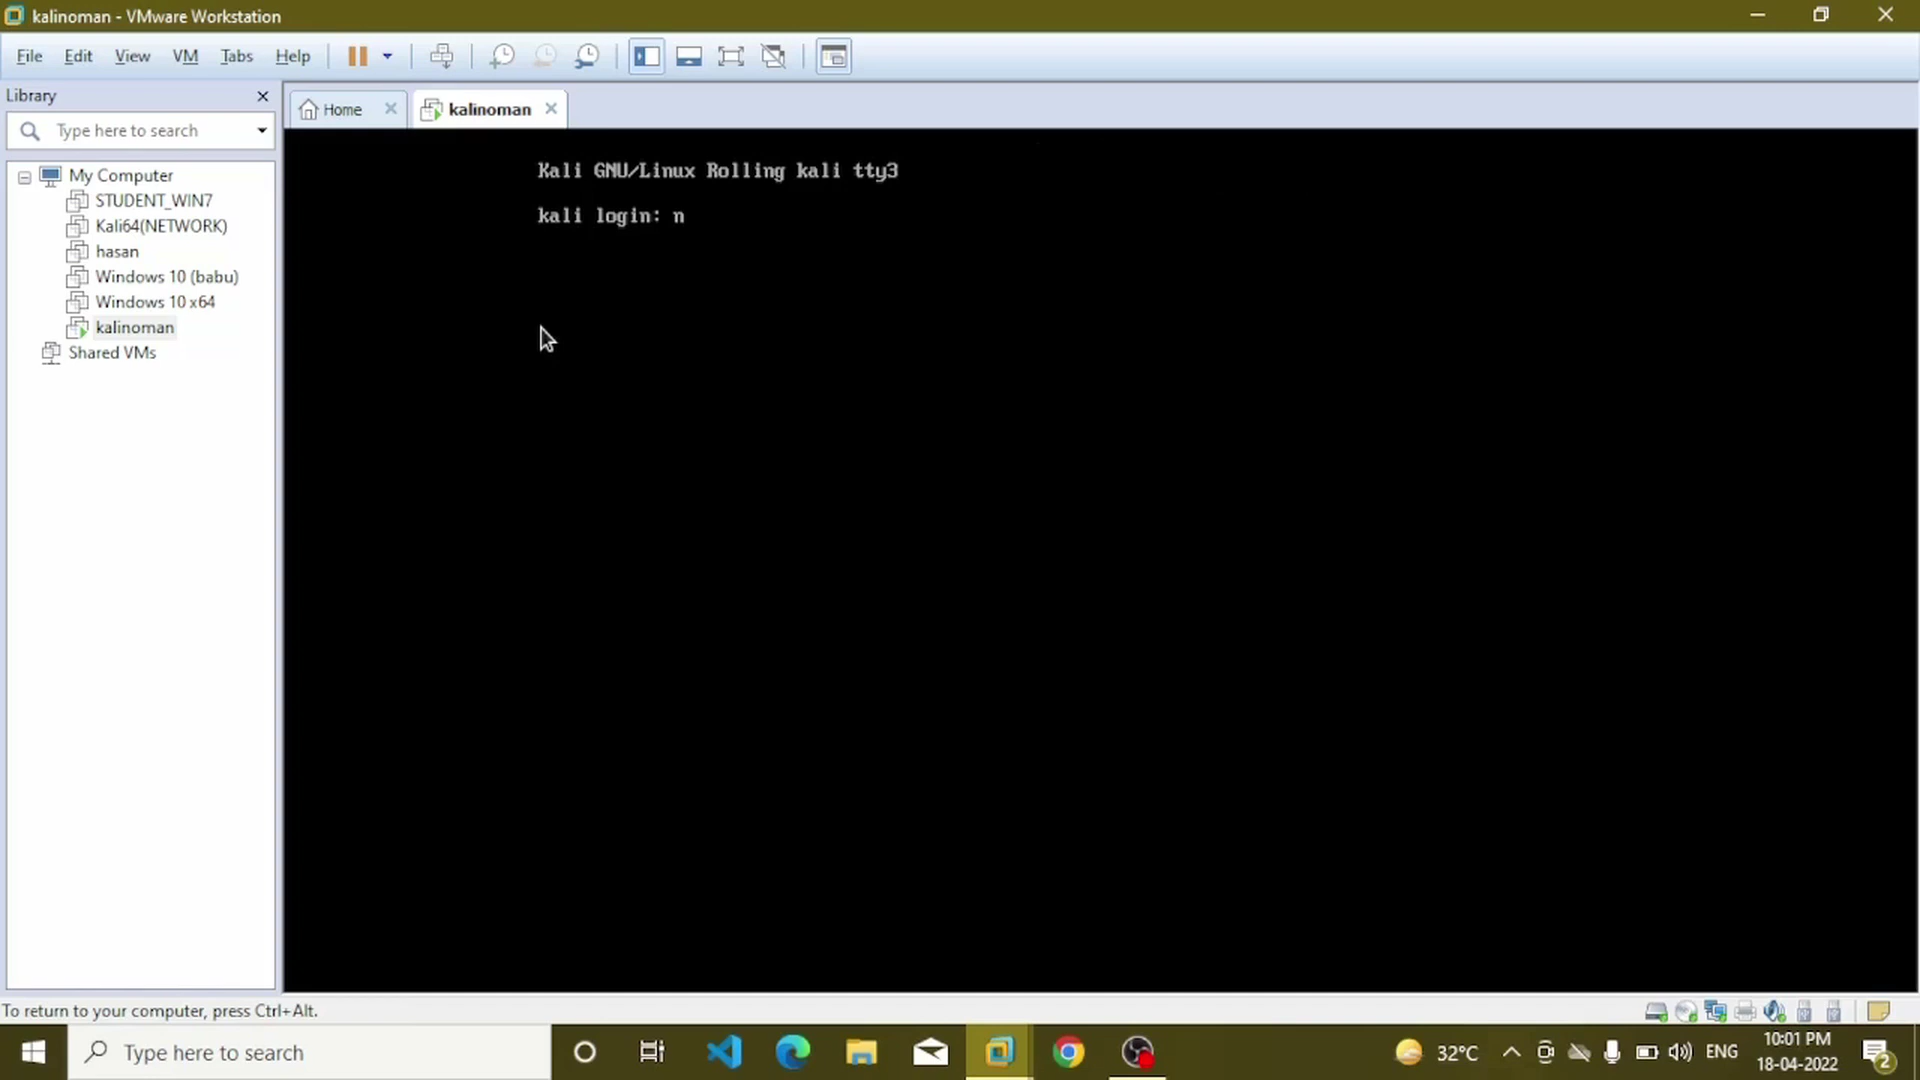 kalinoman - VMware Workstation
File Edit View VM Tabs Help
Library
Type here to search
Home
kalinoman
My Computer
STUDENT_WIN7
Kali64(NETWORK)
hasan
Windows 10 (babu)
Windows 10 x64
kalinoman
Shared VMs
Kali GNU/Linux Rolling kali tty3
kali login: n
To return to your computer, press Ctrl+Alt.
Type here to search
32°C
ENG
10:01 PM
18-04-2022
2